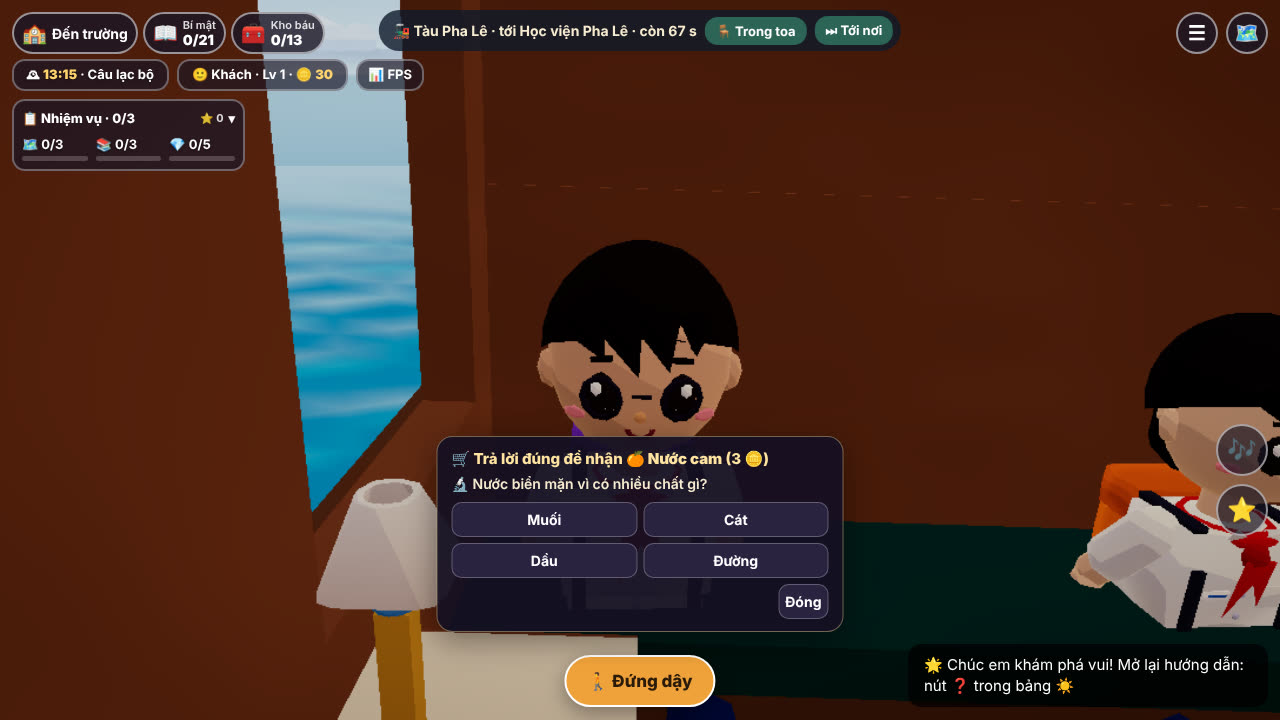 Đến trường
Bí mật
0/21
Kho báu
0/13
Tàu Pha Lê · tới Học viện Pha Lê · còn 67 s
Trong toa
Tới nơi
13:15 · Câu lạc bộ
Khách · Lv 1 · 30
FPS
Nhiệm vụ · 0/3
0 ▾
0/3
0/3
0/5
Trả lời đúng để nhận 🍊 Nước cam (3 🪙)
Nước biển mặn vì có nhiều chất gì?
Muối
Cát
Dầu
Đường
Đóng
Đứng dậy
🌟 Chúc em khám phá vui! Mở lại hướng dẫn:
nút ❓ trong bảng ☀️